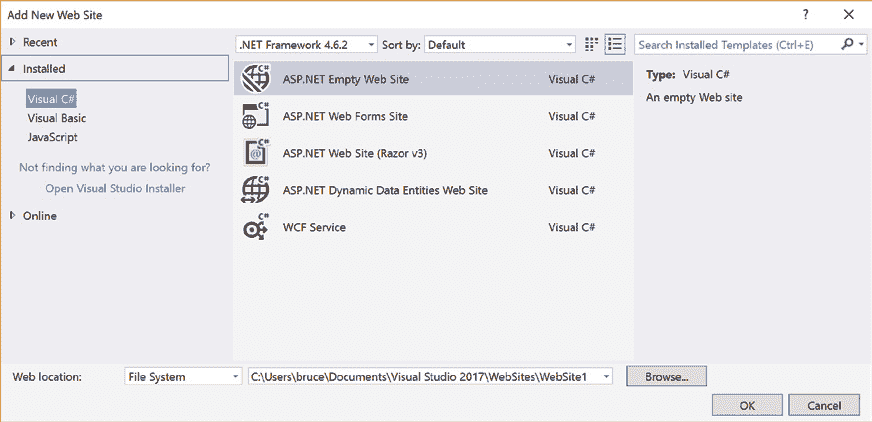 Add New Web Site
? 
Recent
.NET Framework 4.6.2 Sort by: Default
Search Installed Templates (Ctrl+E)
Installed
Visual C#
Visual Basic
JavaScript
Not finding what you are looking for?
Open Visual Studio Installer
Online
C# ASP.NET Empty Web Site Visual C#
C# ASP.NET Web Forms Site Visual C#
C# @ ASP.NET Web Site (Razor v3) Visual C#
C# ASP.NET Dynamic Data Entities Web Site Visual C#
C# WCF Service Visual C#
Type: Visual C#
An empty Web site
Web location: File System C:\Users\bruce\Documents\Visual Studio 2017\WebSites\WebSite1 Browse...
OK Cancel